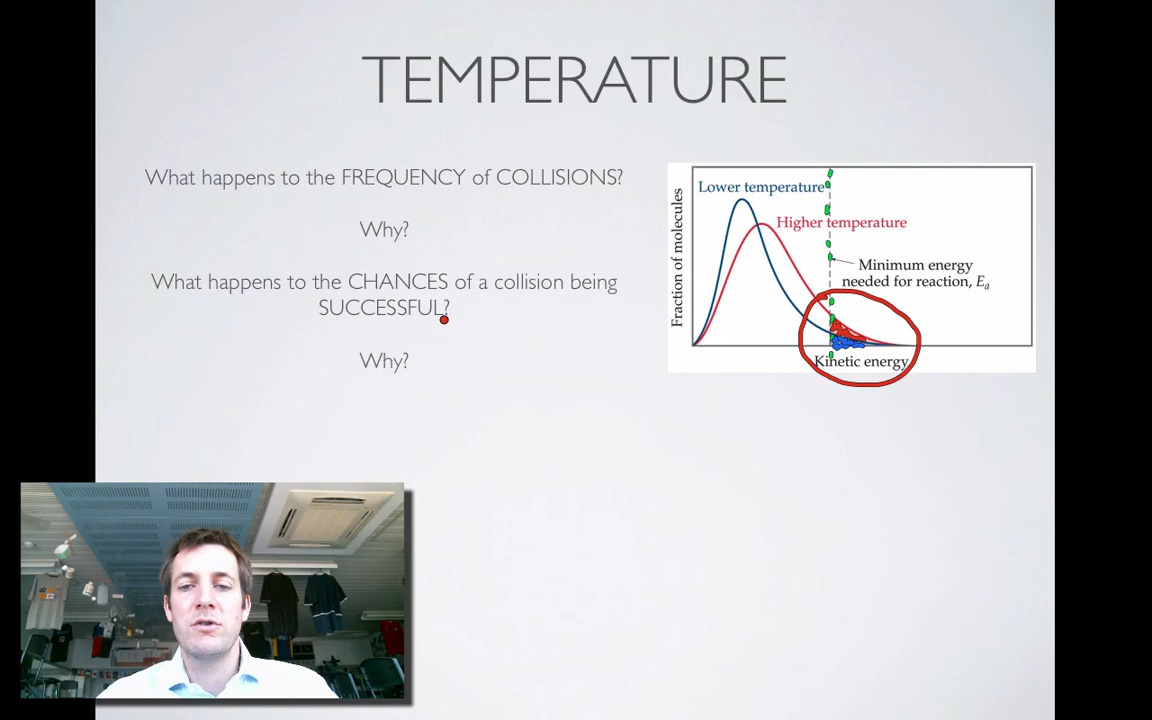 TEMPERATURE
What happens to the FREQUENCY of COLLISIONS?
Why?
What happens to the CHANCES of a collision being
SUCCESSFUL?
Why?
Lower temperature
Higher temperature
Minimum energy
needed for reaction, Eₐ
Fraction of molecules
Kinetic energy